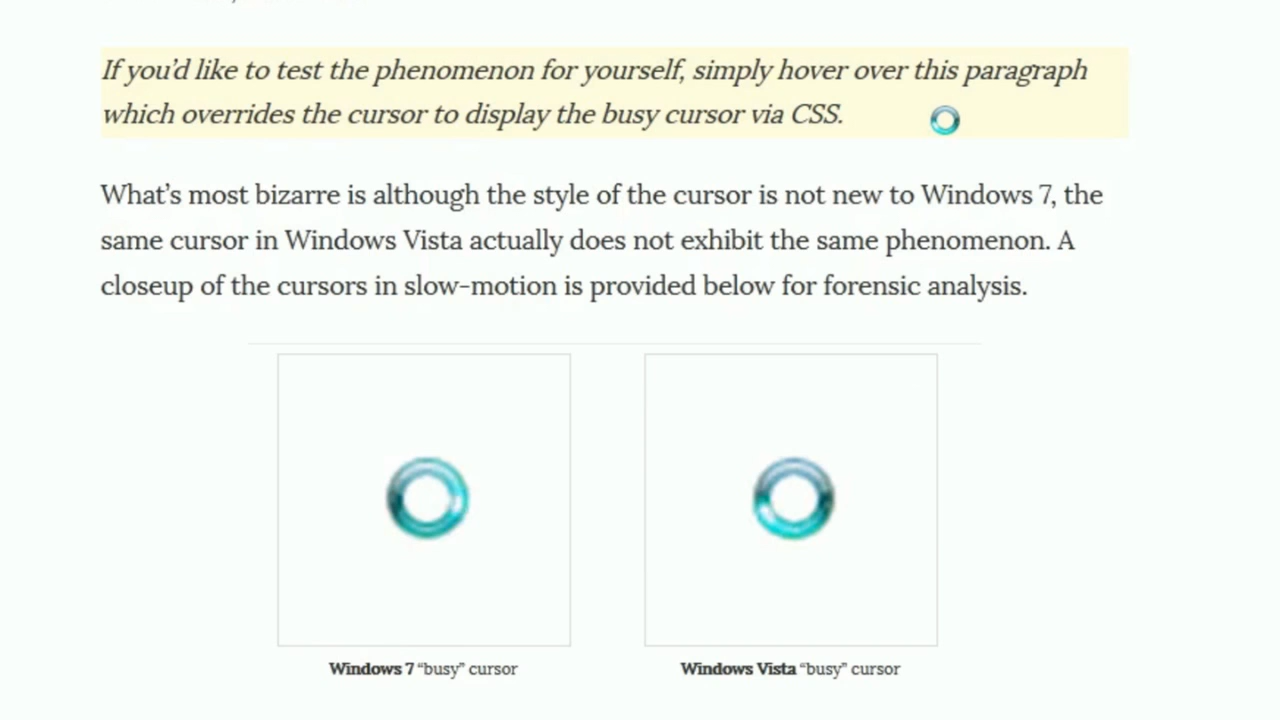 If you’d like to test the phenomenon for yourself, simply hover over this paragraph
which overrides the cursor to display the busy cursor via CSS.
What’s most bizarre is although the style of the cursor is not new to Windows 7, the
same cursor in Windows Vista actually does not exhibit the same phenomenon. A
closeup of the cursors in slow-motion is provided below for forensic analysis.
Windows 7 “busy” cursor
Windows Vista “busy” cursor